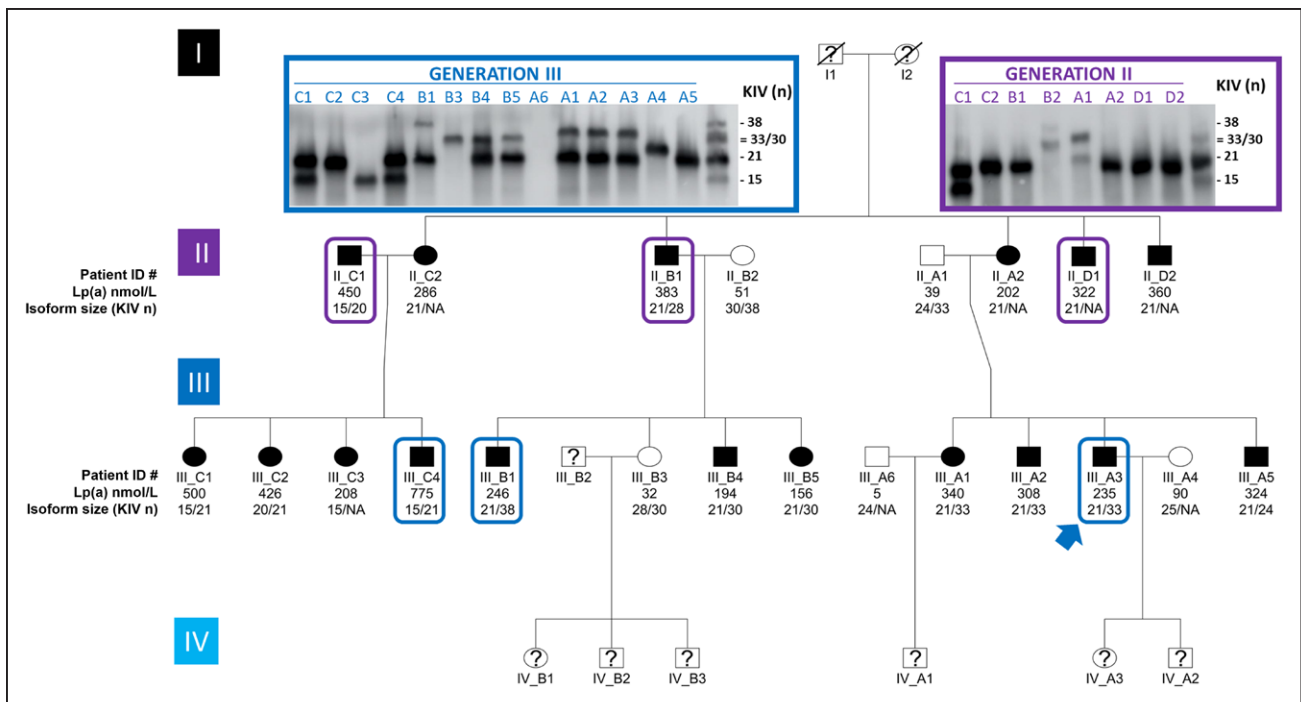 I
? ?
I1 I2
GENERATION III
C1 C2 C3 C4 B1 B3 B4 B5 A6 A1 A2 A3 A4 A5 KIV (n)
- 38
= 33/30
- 21
- 15
GENERATION II
C1 C2 B1 B2 A1 A2 D1 D2 KIV (n)
- 38
= 33/30
- 21
- 15
II
Patient ID # II_C1 II_C2 II_B1 II_B2 II_A1 II_A2 II_D1 II_D2
Lp(a) nmol/L 450 286 383 51 39 202 322 360
Isoform size (KIV n) 15/20 21/NA 21/28 30/38 24/33 21/NA 21/NA 21/NA
III
?
Patient ID # III_C1 III_C2 III_C3 III_C4 III_B1 III_B2 III_B3 III_B4 III_B5 III_A6 III_A1 III_A2 III_A3 III_A4 III_A5
Lp(a) nmol/L 500 426 208 775 246 32 194 156 5 340 308 235 90 324
Isoform size (KIV n) 15/21 20/21 15/NA 15/21 21/38 28/30 21/30 21/30 24/NA 21/33 21/33 21/33 25/NA 21/24
IV
? ? ? ? ? ?
IV_B1 IV_B2 IV_B3 IV_A1 IV_A3 IV_A2